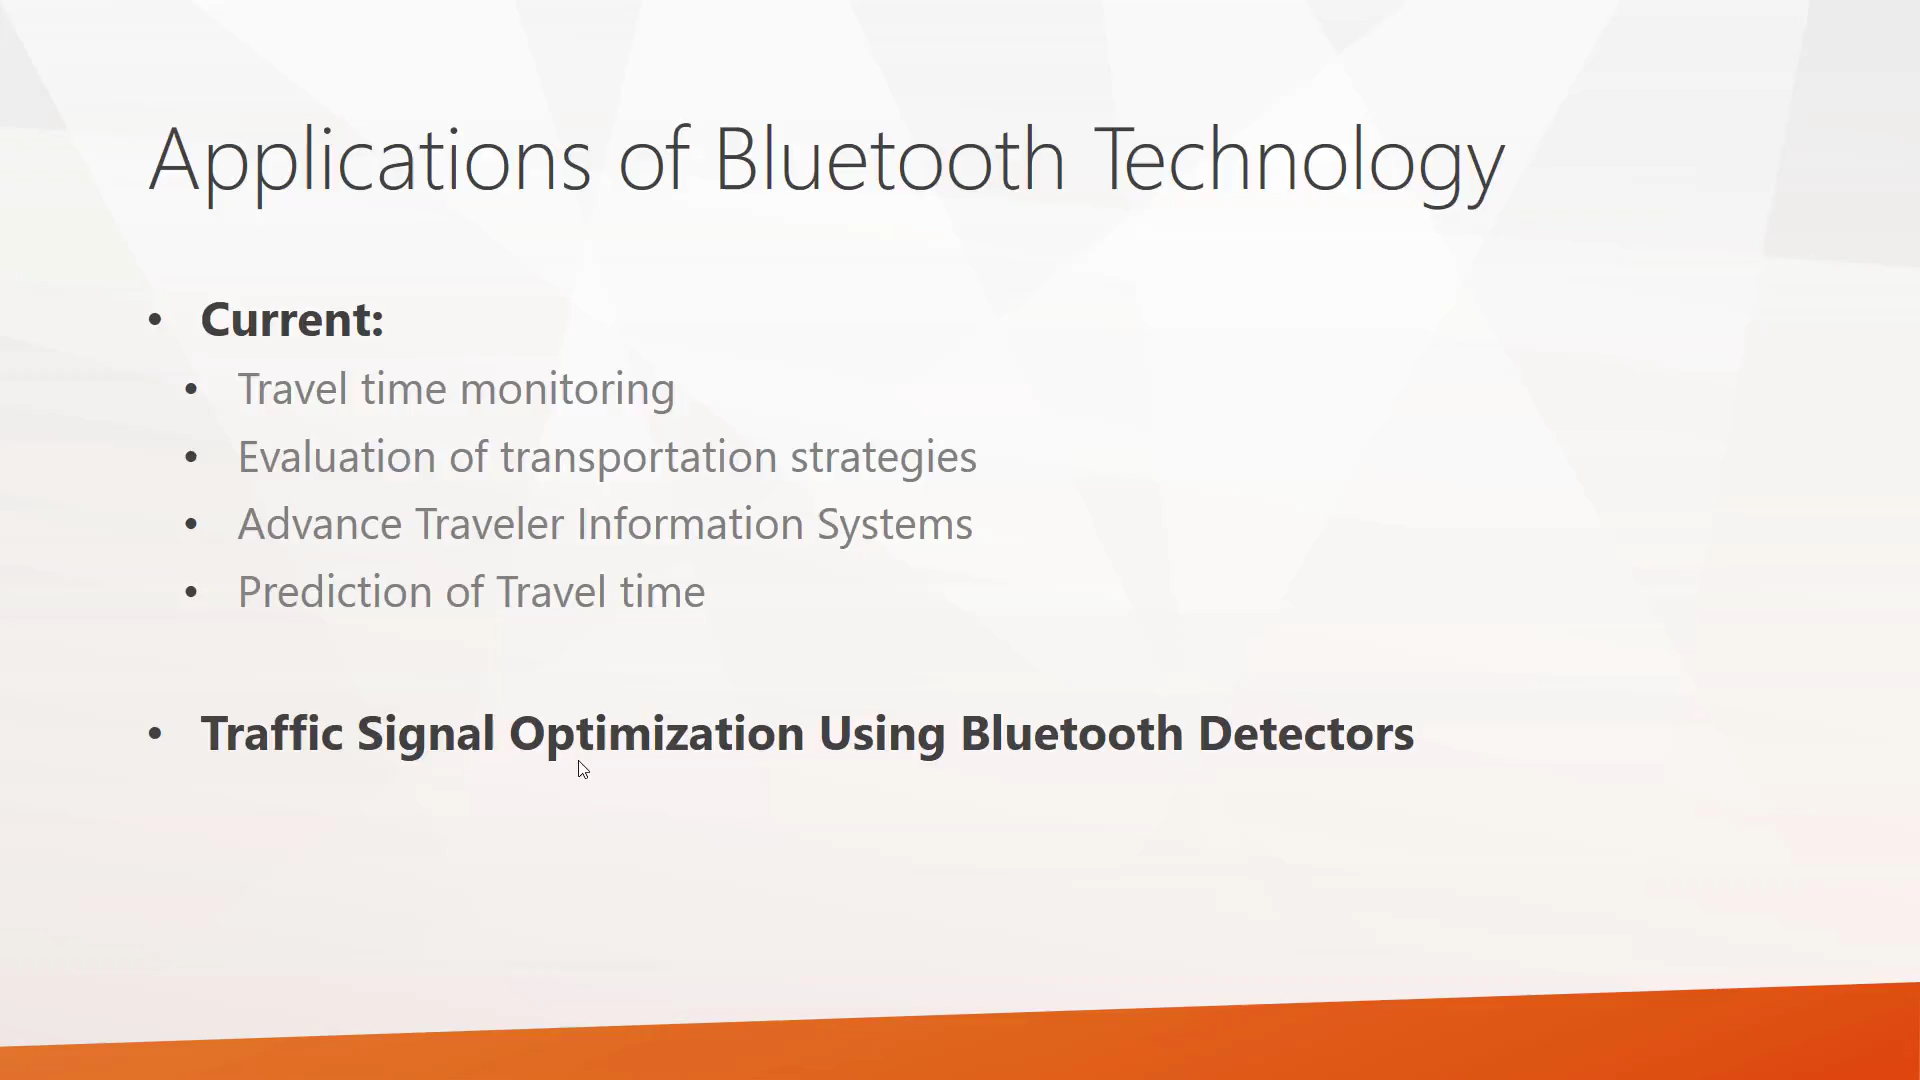 Applications of Bluetooth Technology
• Current:
• Travel time monitoring
• Evaluation of transportation strategies
• Advance Traveler Information Systems
• Prediction of Travel time
• Traffic Signal Optimization Using Bluetooth Detectors